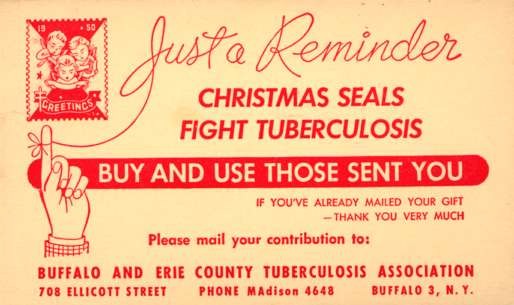 19 50
GREETINGS
Just a Reminder
CHRISTMAS SEALS
FIGHT TUBERCULOSIS
BUY AND USE THOSE SENT YOU
IF YOU'VE ALREADY MAILED YOUR GIFT
—THANK YOU VERY MUCH
Please mail your contribution to:
BUFFALO AND ERIE COUNTY TUBERCULOSIS ASSOCIATION
708 ELLICOTT STREET PHONE MAdison 4648 BUFFALO 3, N.Y.